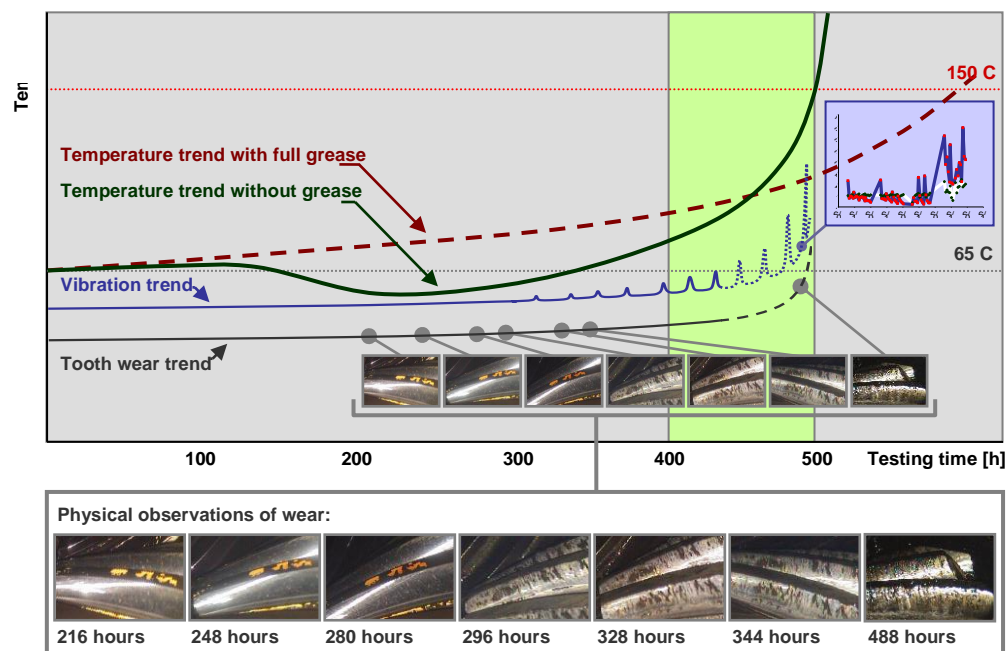 Ten
150 C
Temperature trend with full grease
Temperature trend without grease
65 C
Vibration trend
Tooth wear trend
100 200 300 400 500 Testing time [h]
Physical observations of wear:
216 hours 248 hours 280 hours 296 hours 328 hours 344 hours 488 hours